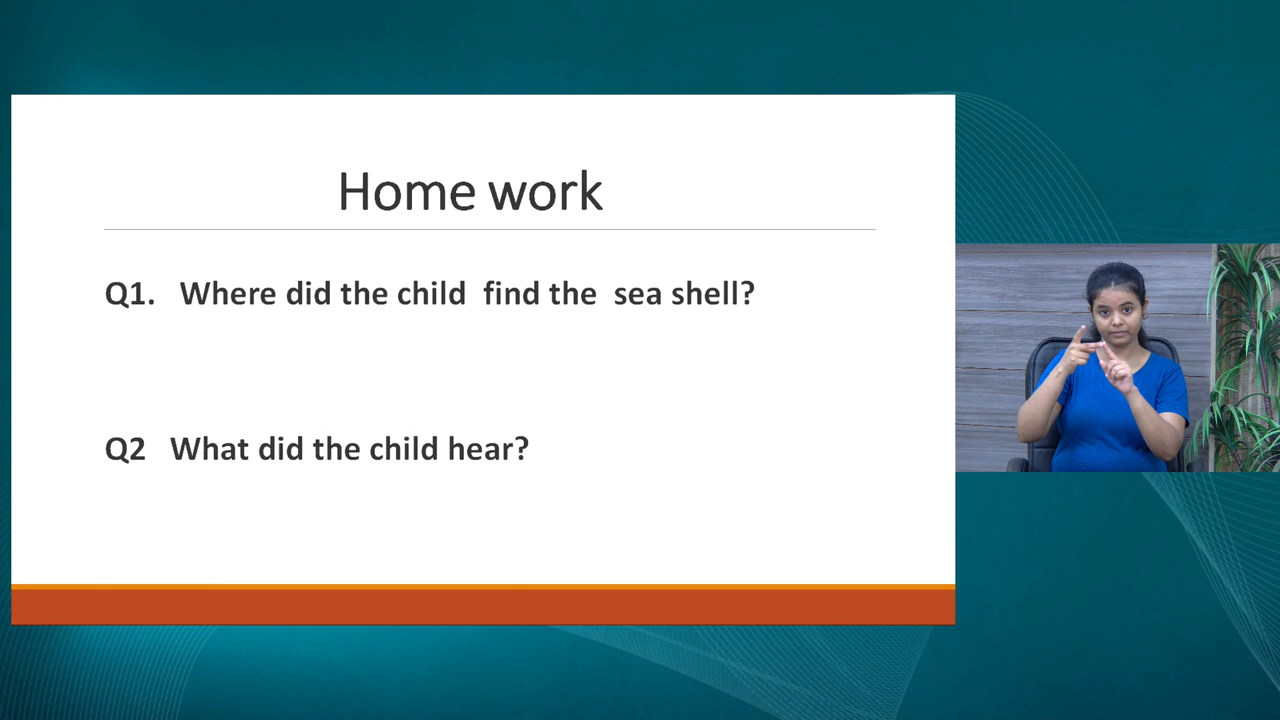 Home work
Q1. Where did the child find the sea shell?
Q2 What did the child hear?